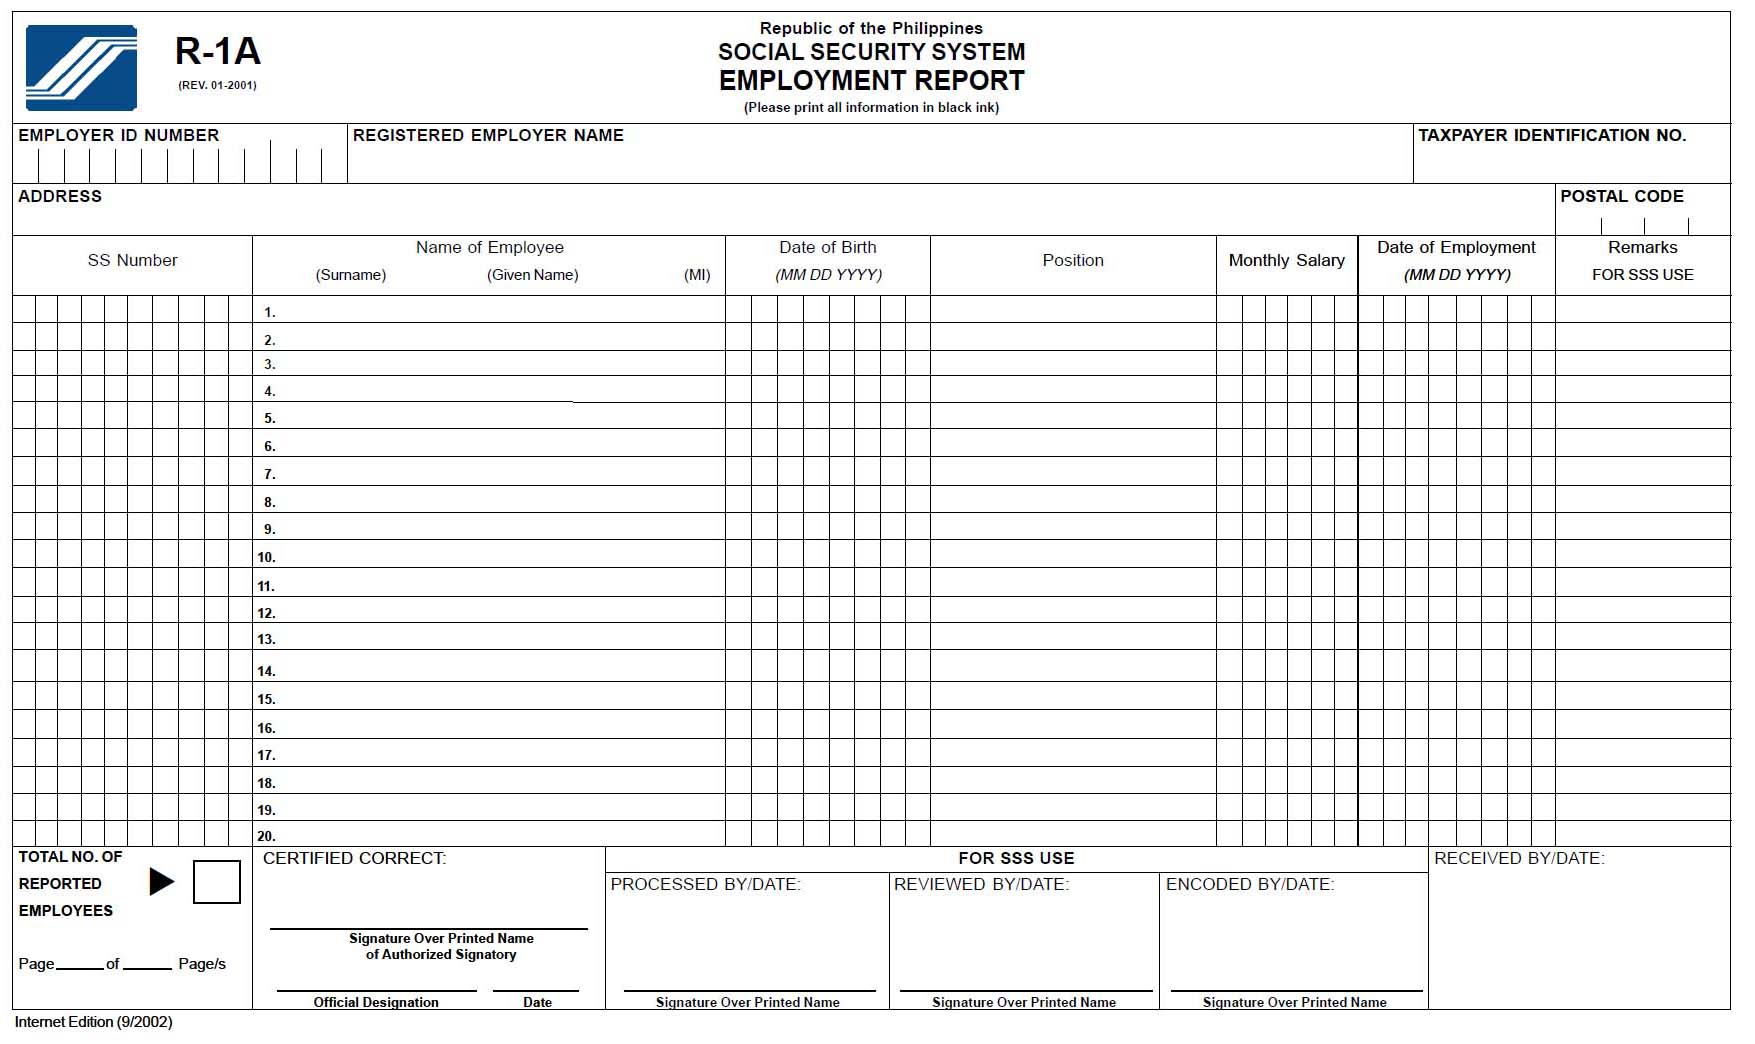 R-1A
(REV. 01-2001)
Republic of the Philippines
SOCIAL SECURITY SYSTEM
EMPLOYMENT REPORT
(Please print all information in black ink)
EMPLOYER ID NUMBER
REGISTERED EMPLOYER NAME
TAXPAYER IDENTIFICATION NO.
ADDRESS
POSTAL CODE
SS Number
Name of Employee
(Surname) (Given Name) (MI)
Date of Birth
(MM DD YYYY)
Position
Monthly Salary
Date of Employment
(MM DD YYYY)
Remarks
FOR SSS USE
1.
2.
3.
4.
5.
6.
7.
8.
9.
10.
11.
12.
13.
14.
15.
16.
17.
18.
19.
20.
TOTAL NO. OF
REPORTED
EMPLOYEES
Page of Page/s
CERTIFIED CORRECT:
Signature Over Printed Name
of Authorized Signatory
Official Designation Date
FOR SSS USE
PROCESSED BY/DATE:
Signature Over Printed Name
REVIEWED BY/DATE:
Signature Over Printed Name
ENCODED BY/DATE:
Signature Over Printed Name
RECEIVED BY/DATE:
Internet Edition (9/2002)